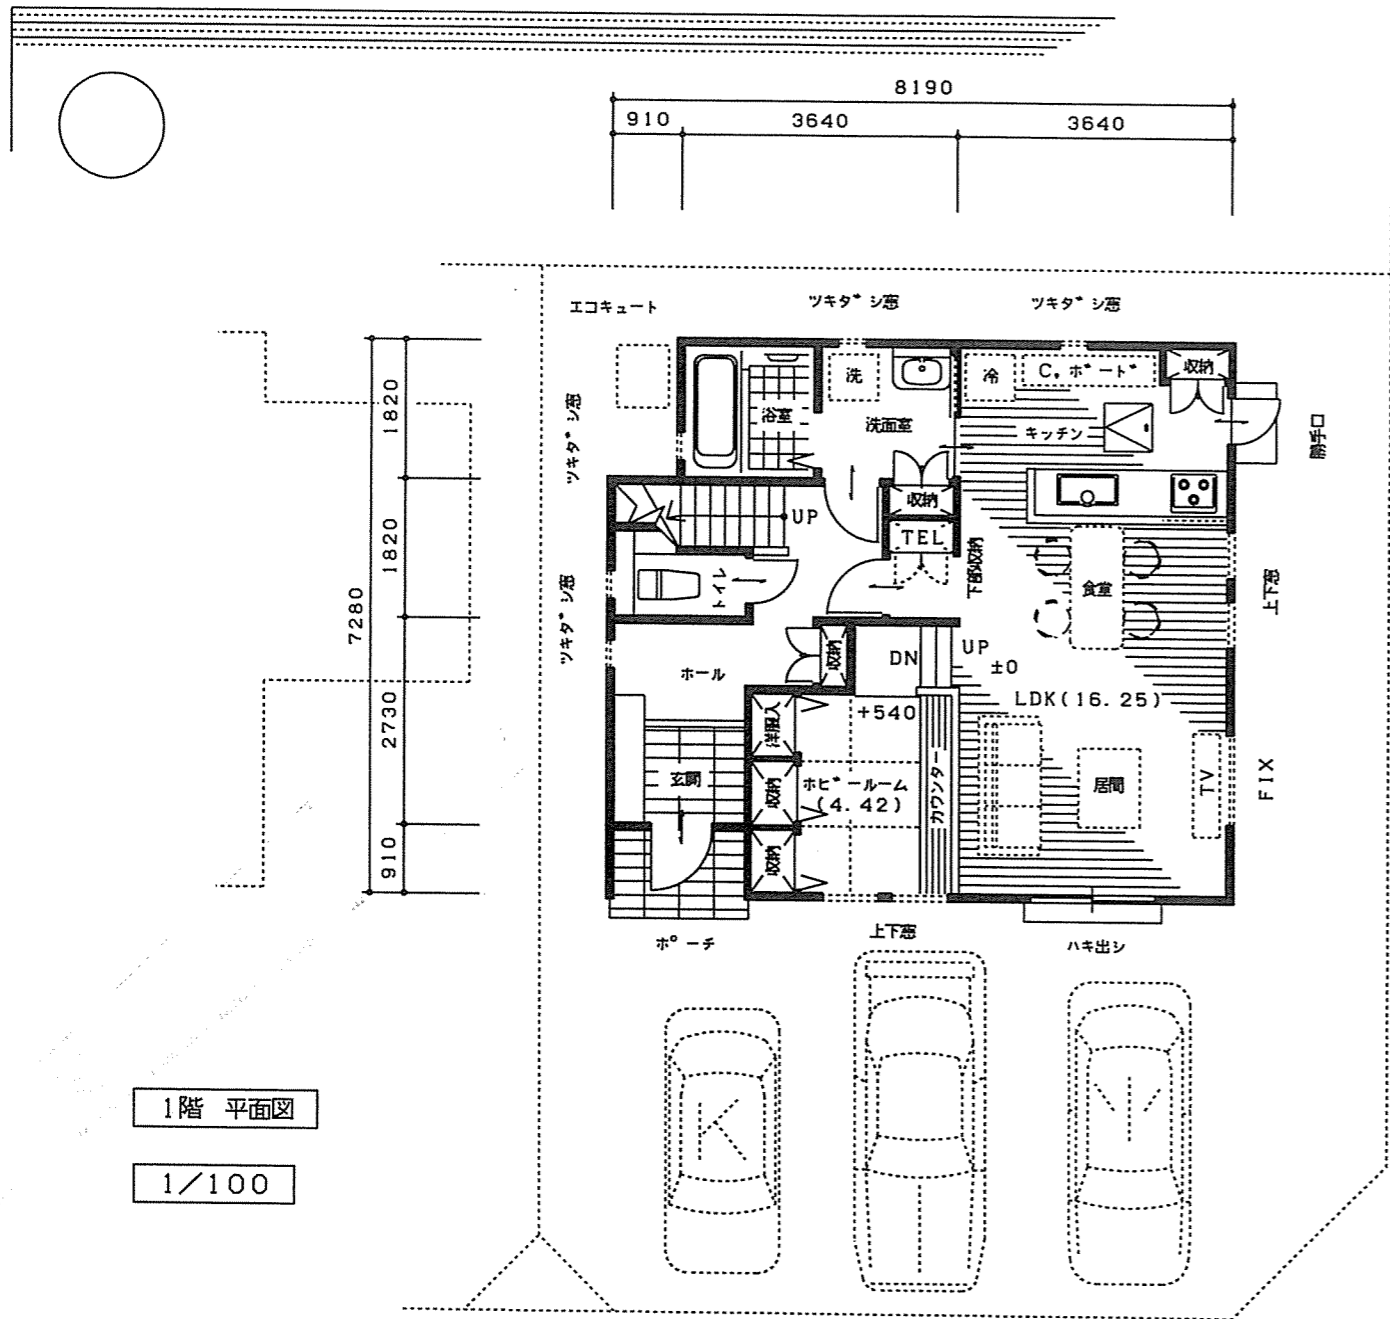 8190
910
3640
3640
エコキュート
ツキダシ窓
ツキダシ窓
7280
1820
1820
2730
910
ツキダシ窓
ツキダシ窓
ツキダシ窓
浴室
洗
洗面室
冷
C,ボード
収納
キッチン
勝手口
収納
UP
TEL
下部収納
トイレ
食堂
上下窓
ホール
収納
DN
UP
±0
LDK(16.25)
洋服入
+540
玄関
収納
ホビールーム
(4.42)
カウンター
居間
TV
FIX
収納
ポーチ
上下窓
ハキ出シ
1階 平面図
1/100